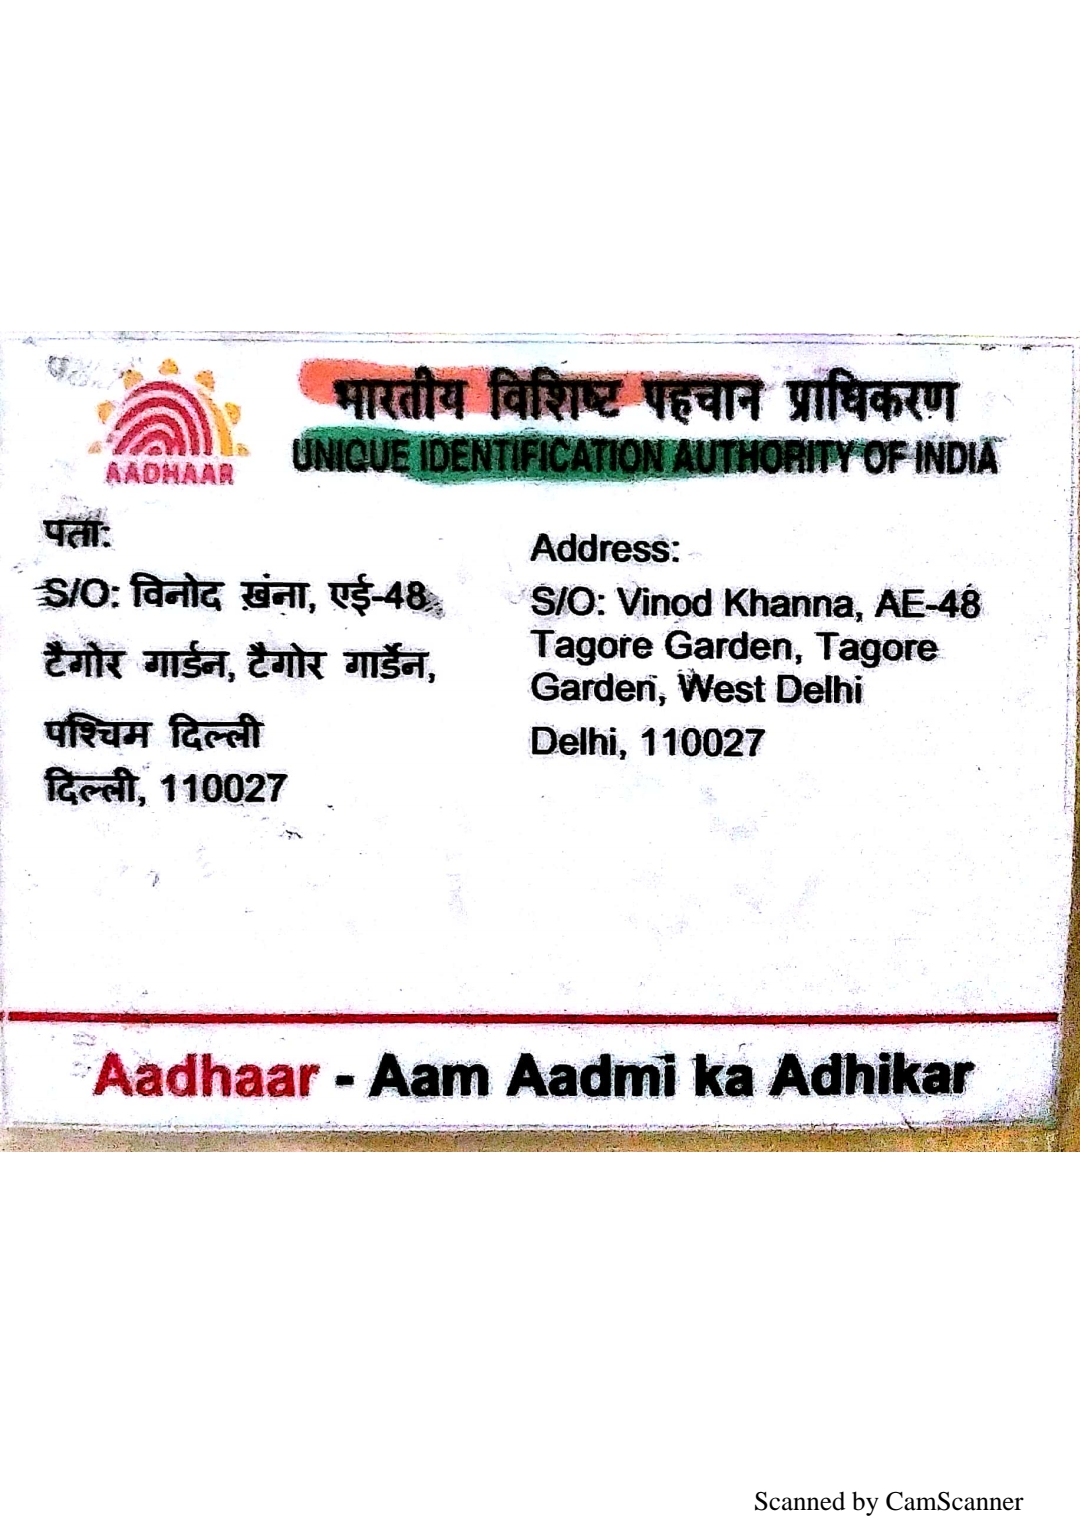 AADHAAR
भारतीय विशिष्ट पहचान प्राधिकरण
UNIQUE IDENTIFICATION AUTHORITY OF INDIA
पता:
S/O: विनोद खंना, एई-48
टैगोर गार्डन, टैगोर गार्डेन,
पश्चिम दिल्ली
दिल्ली, 110027
Address:
S/O: Vinod Khanna, AE-48
Tagore Garden, Tagore
Garden, West Delhi
Delhi, 110027
Aadhaar - Aam Aadmi ka Adhikar
Scanned by CamScanner